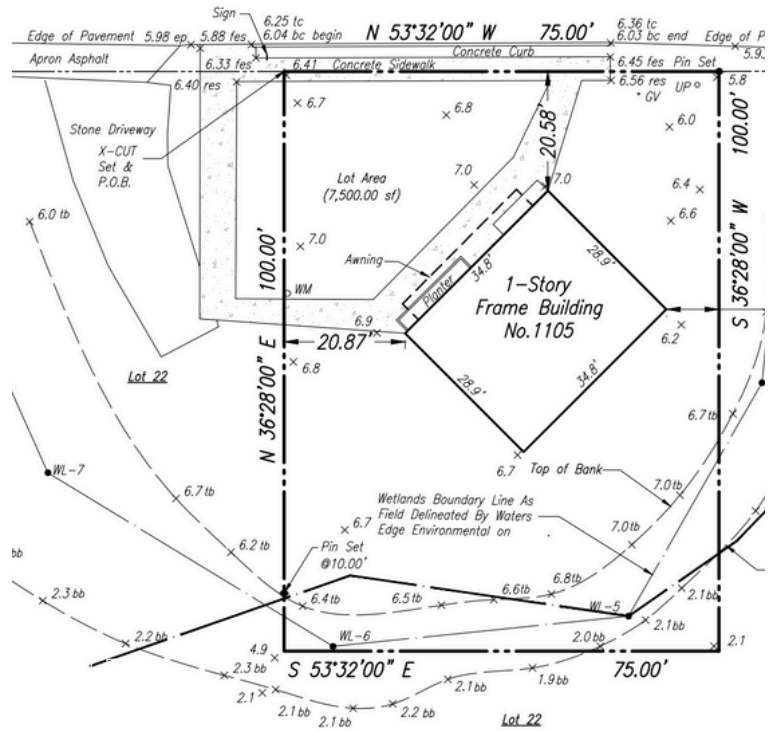 Sign
6.25 tc
6.04 bc begin
N 53°32'00" W
75.00'
6.36 tc
6.03 bc end
Edge of Pavement
5.98 ep
5.88 fes
Edge of P
5.93
Apron Asphalt
6.33 fes
6.41
Concrete Curb
Concrete Sidewalk
6.45 fes
Pin Set
6.40 res
6.56 res
UP
5.8
GV
6.7
6.8
6.0
Stone Driveway
X-CUT
Set &
P.O.B.
20.58'
100.00'
Lot Area
(7,500.00 sf)
7.0
7.0
6.4
6.0 tb
6.6
7.0
Awning
100.00'
28.9'
34.8'
WM
Planter
1-Story
Frame Building
No.1105
S 36°28'00" W
6.9
6.2
20.87'
6.8
Lot 22
28.9'
34.8'
N 36°28'00" E
6.7 tb
6.7
Top of Bank
WL-7
7.0 tb
Wetlands Boundary Line As
Field Delineated By Waters
Edge Environmental on
6.7 tb
6.7
7.0 tb
6.2 tb
Pin Set
@10.00'
6.4 tb
6.5 tb
6.6 tb
6.8 tb
2.3 bb
WL-5
2.1 bb
2.1 bb
2.2 bb
WL-6
2.0 bb
2.1
4.9
S 53°32'00" E
75.00'
2.3 bb
2.1
2.1 bb
1.9 bb
2.1 bb
2.1 bb
2.2 bb
Lot 22